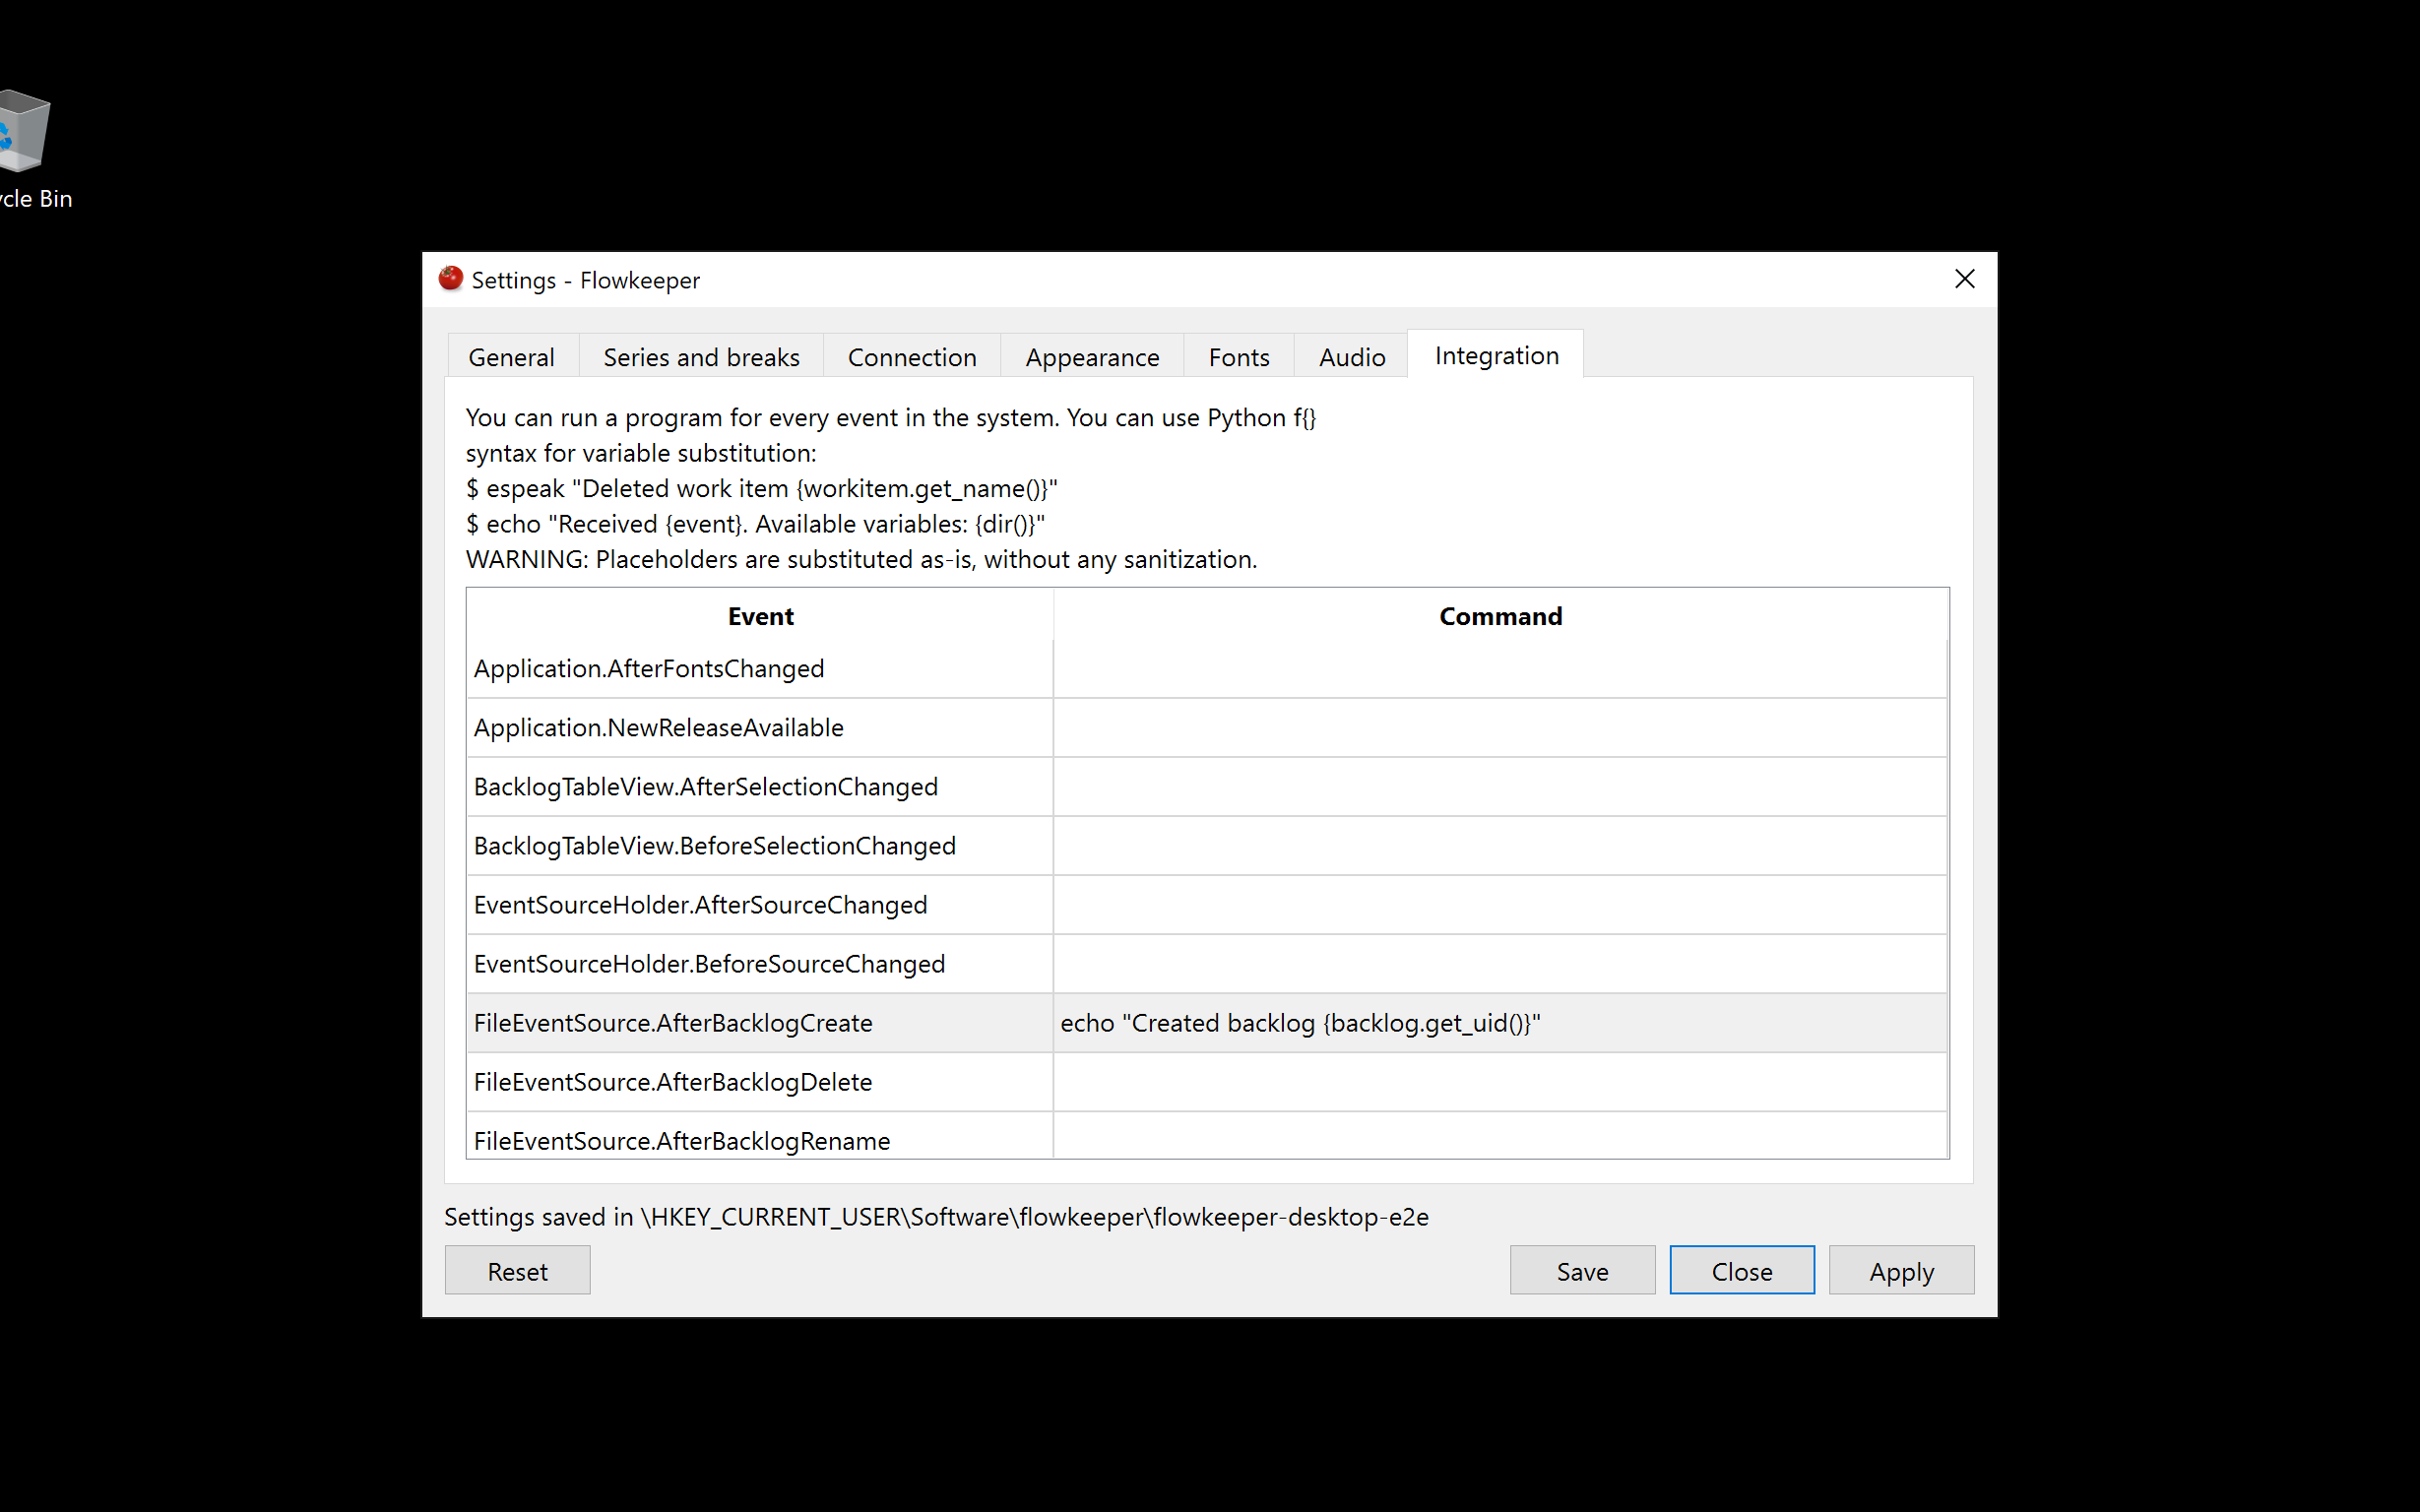 cle Bin
Settings - Flowkeeper
General Series and breaks Connection Appearance Fonts Audio Integration
You can run a program for every event in the system. You can use Python f{}
syntax for variable substitution:
$ espeak "Deleted work item {workitem.get_name()}"
$ echo "Received {event}. Available variables: {dir()}"
WARNING: Placeholders are substituted as-is, without any sanitization.
Event Command
Application.AfterFontsChanged
Application.NewReleaseAvailable
BacklogTableView.AfterSelectionChanged
BacklogTableView.BeforeSelectionChanged
EventSourceHolder.AfterSourceChanged
EventSourceHolder.BeforeSourceChanged
FileEventSource.AfterBacklogCreate echo "Created backlog {backlog.get_uid()}"
FileEventSource.AfterBacklogDelete
FileEventSource.AfterBacklogRename
Settings saved in \HKEY_CURRENT_USER\Software\flowkeeper\flowkeeper-desktop-e2e
Reset Save Close Apply